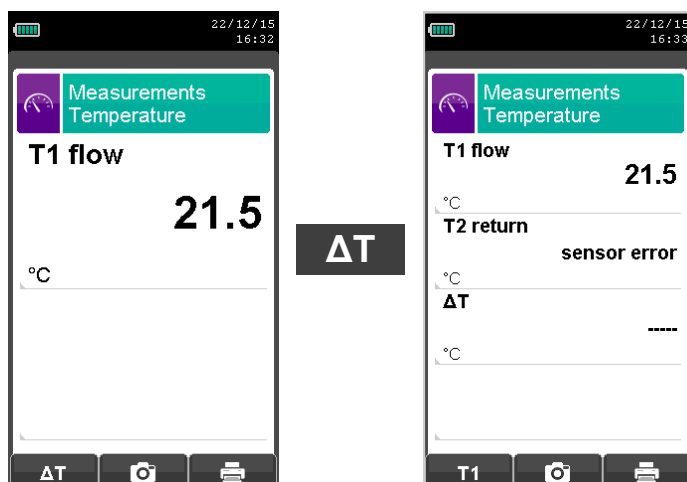 22/12/15
16:32
Measurements
Temperature
T1 flow
21.5
°C
ΔT
ΔT
22/12/15
16:33
Measurements
Temperature
T1 flow
21.5
°C
T2 return
sensor error
°C
ΔT
-----
°C
T1